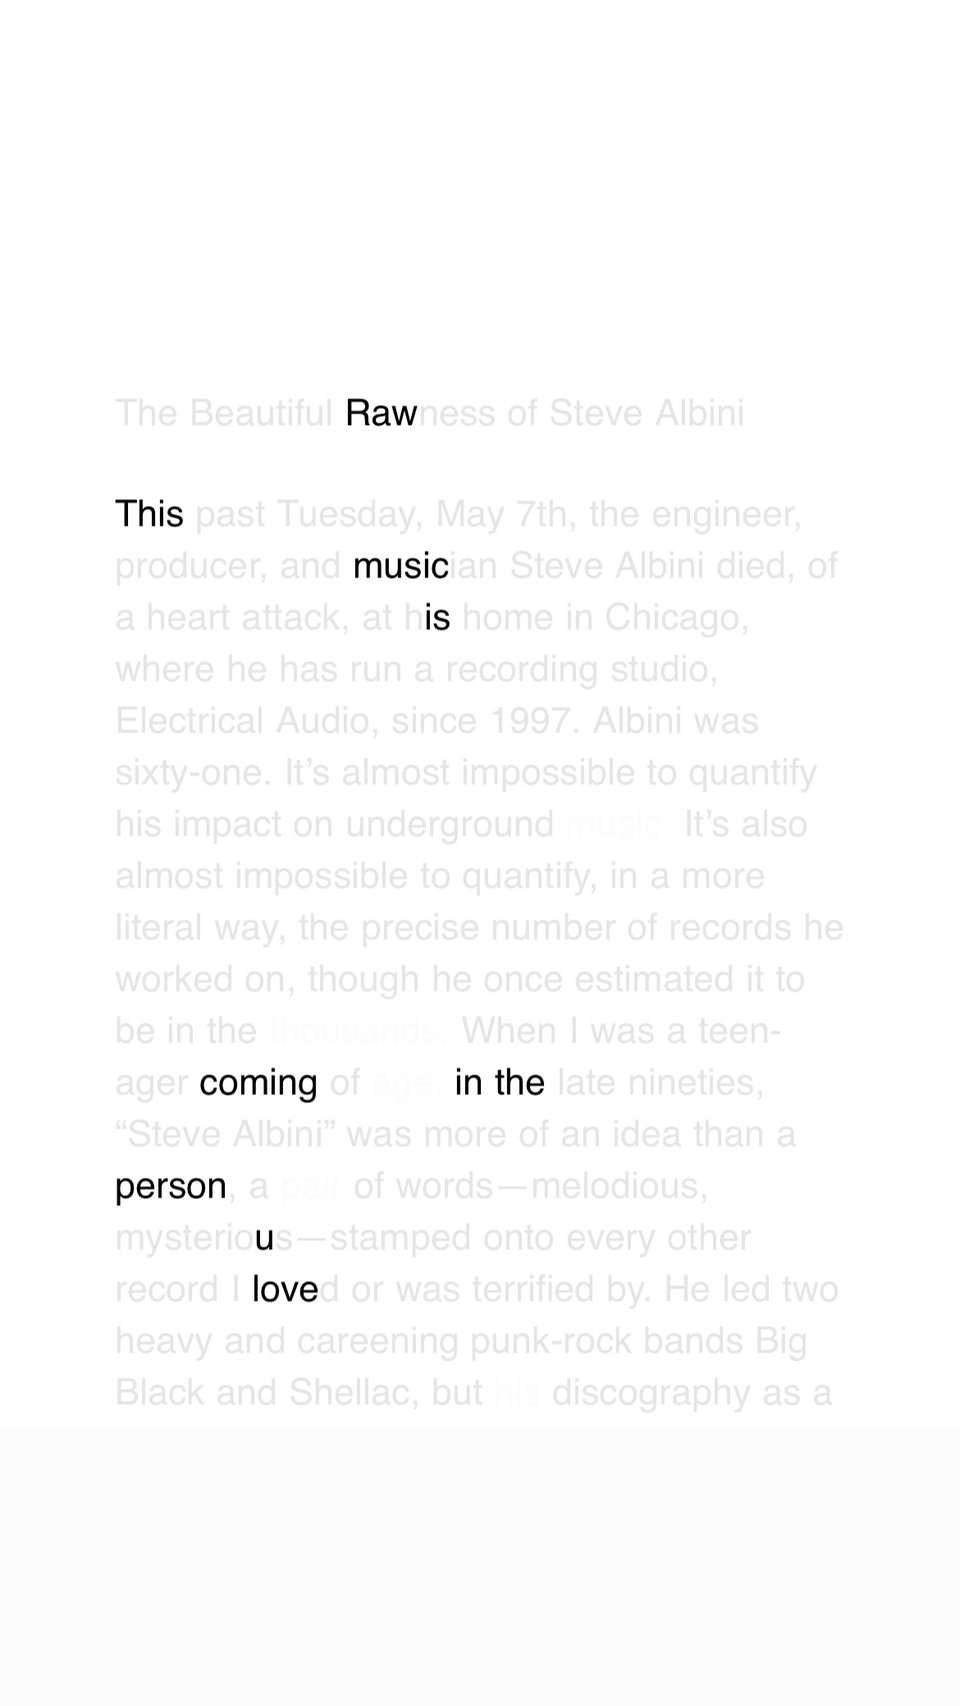 The Beautiful Rawness of Steve Albini
This past Tuesday, May 7th, the engineer,
producer, and musician Steve Albini died, of
a heart attack, at his home in Chicago,
where he has run a recording studio,
Electrical Audio, since 1997. Albini was
sixty-one. It’s almost impossible to quantify
his impact on underground music. It’s also
almost impossible to quantify, in a more
literal way, the precise number of records he
worked on, though he once estimated it to
be in the thousands. When I was a teen-
ager coming of age, in the late nineties,
“Steve Albini” was more of an idea than a
person, a pair of words—melodious,
mysterious—stamped onto every other
record I loved or was terrified by. He led two
heavy and careening punk-rock bands Big
Black and Shellac, but his discography as a